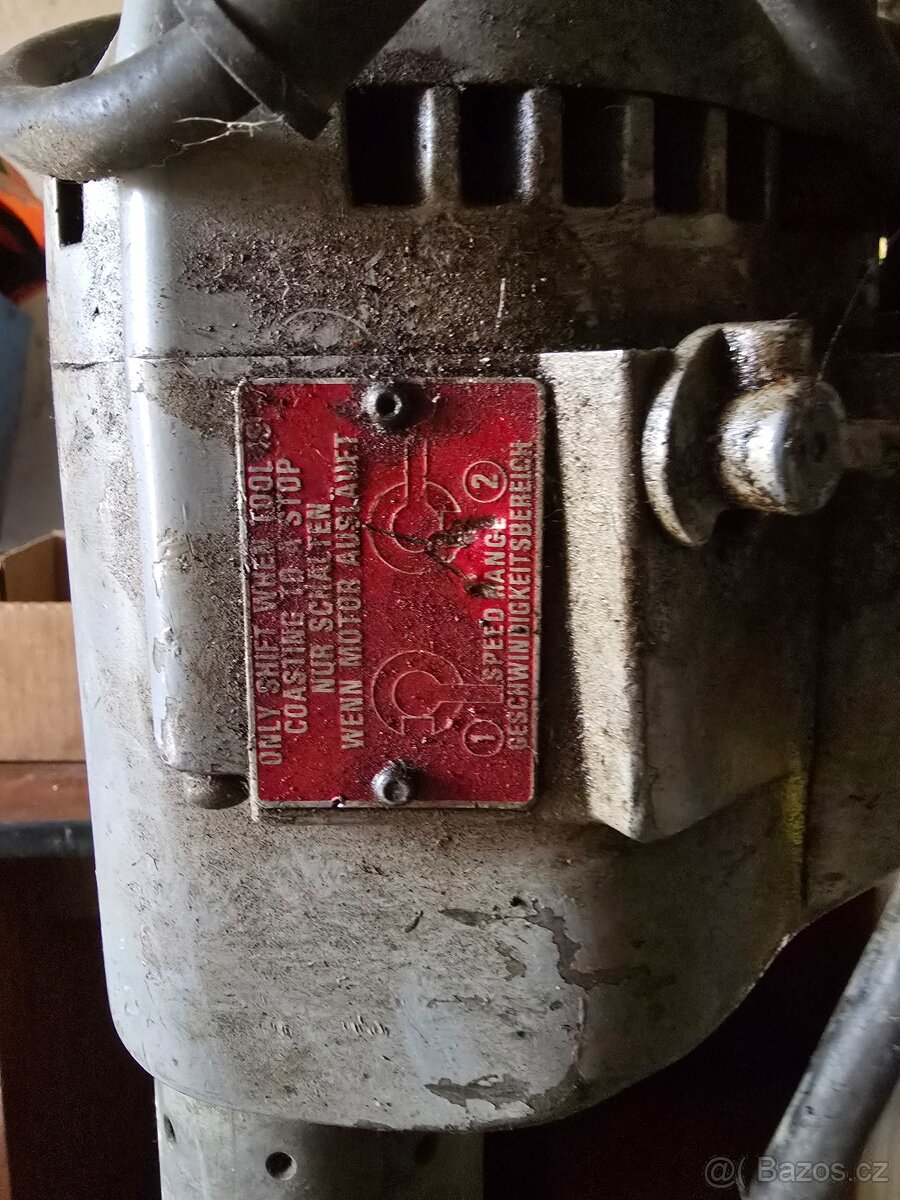 ONLY SHIFT WHEN TOOL IS
COASTING TO A STOP
NUR SCHALTEN
WENN MOTOR AUSLÄUFT
1 SPEED RANGE 2
GESCHWINDIGKEITSBEREICH
@( Bazos.cz